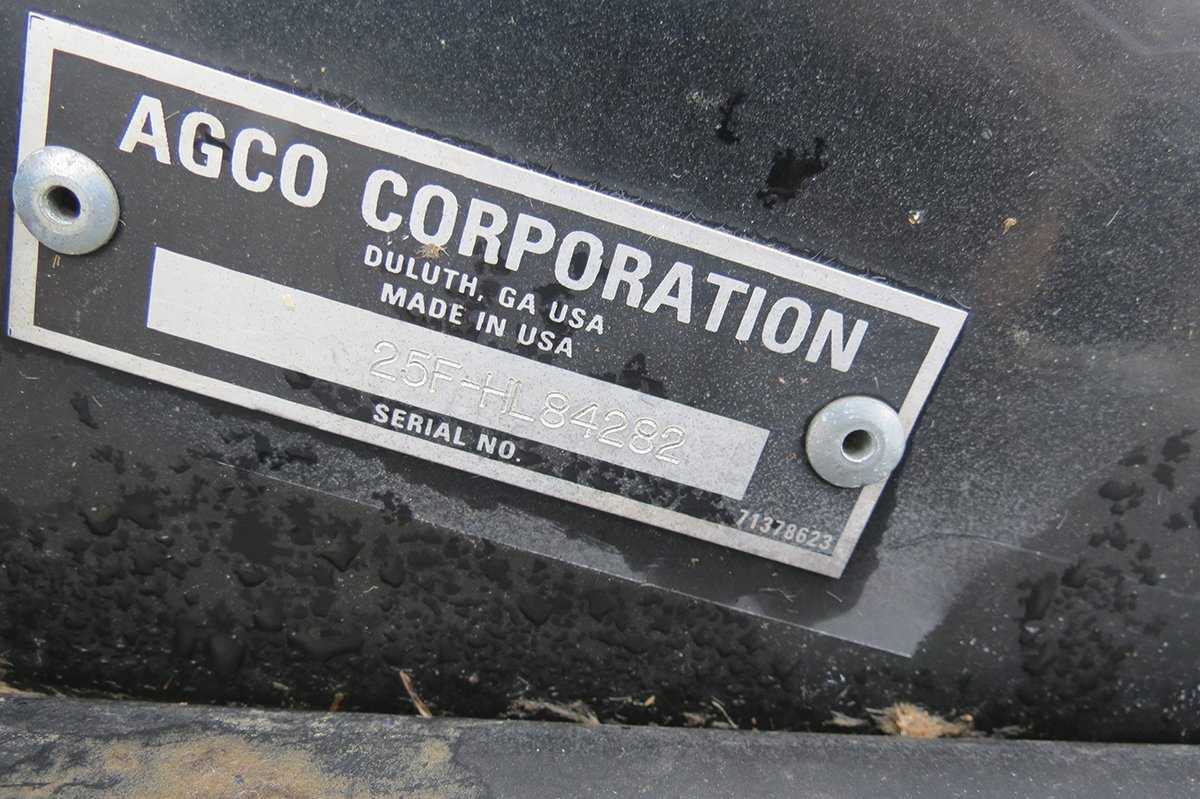 AGCO CORPORATION
DULUTH, GA USA
MADE IN USA
25F-HL84282
SERIAL NO.
71378623